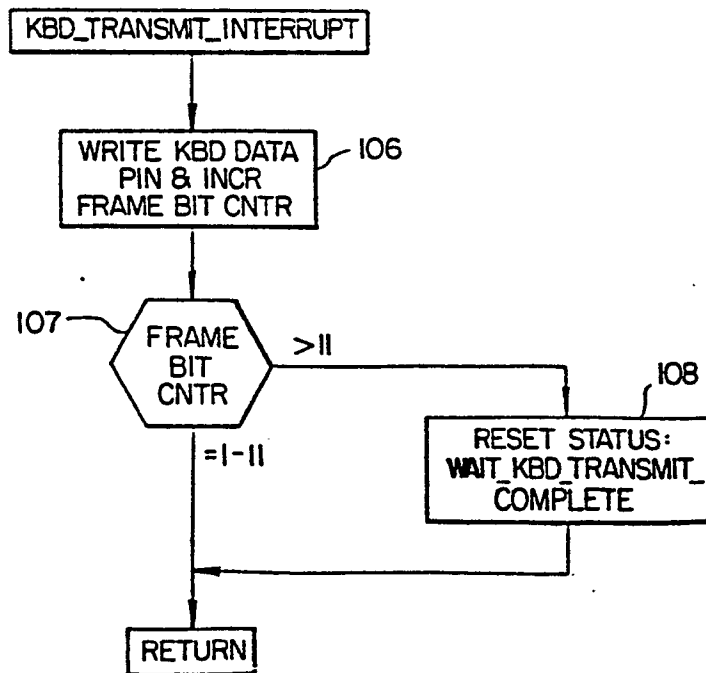 KBD_TRANSMIT_INTERRUPT
WRITE KBD DATA
PIN & INCR
FRAME BIT CNTR
106
107
FRAME
BIT
CNTR
>11
=1-11
108
RESET STATUS:
WAIT_KBD_TRANSMIT_
COMPLETE
RETURN